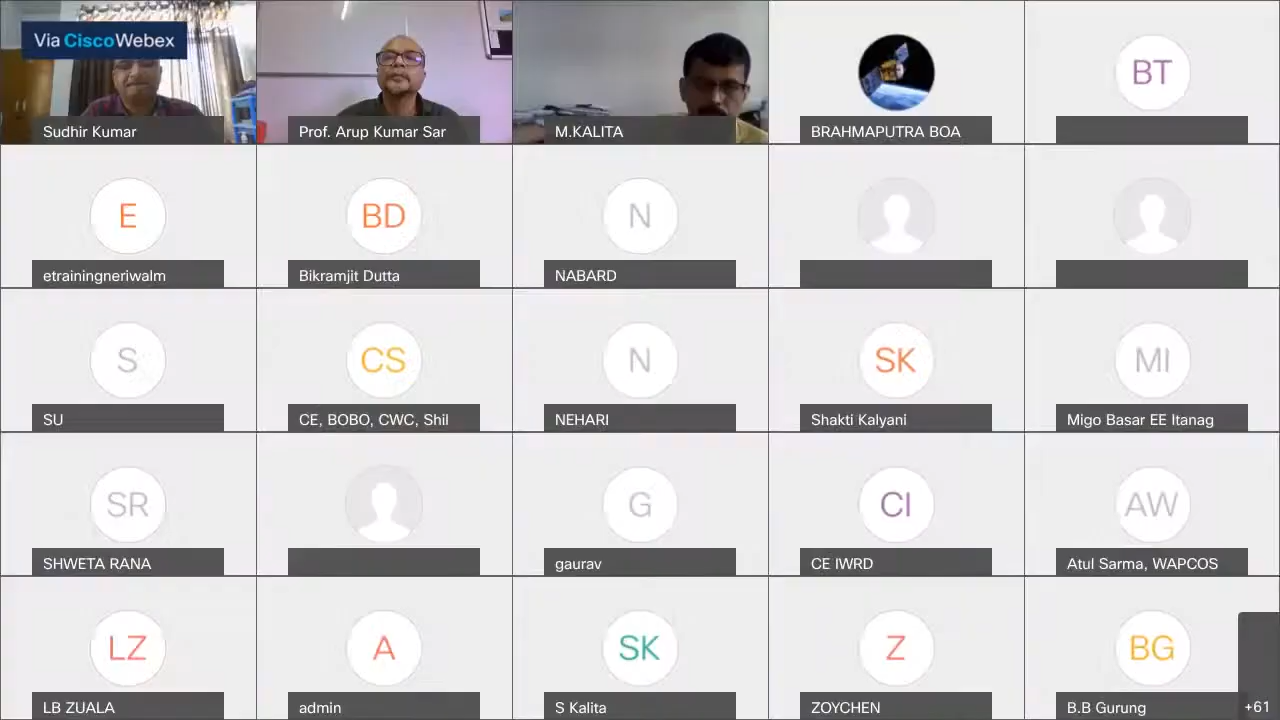 Via CiscoWebex
Sudhir Kumar
Prof. Arup Kumar Sar
M.KALITA
BRAHMAPUTRA BOA
BT
E
etrainingneriwalm
BD
Bikramjit Dutta
N
NABARD
S
SU
CS
CE, BOBO, CWC, Shil
N
NEHARI
SK
Shakti Kalyani
MI
Migo Basar EE Itanag
SR
SHWETA RANA
G
gaurav
CI
CE IWRD
AW
Atul Sarma, WAPCOS
LZ
LB ZUALA
A
admin
SK
S Kalita
Z
ZOYCHEN
BG
B.B Gurung
+61